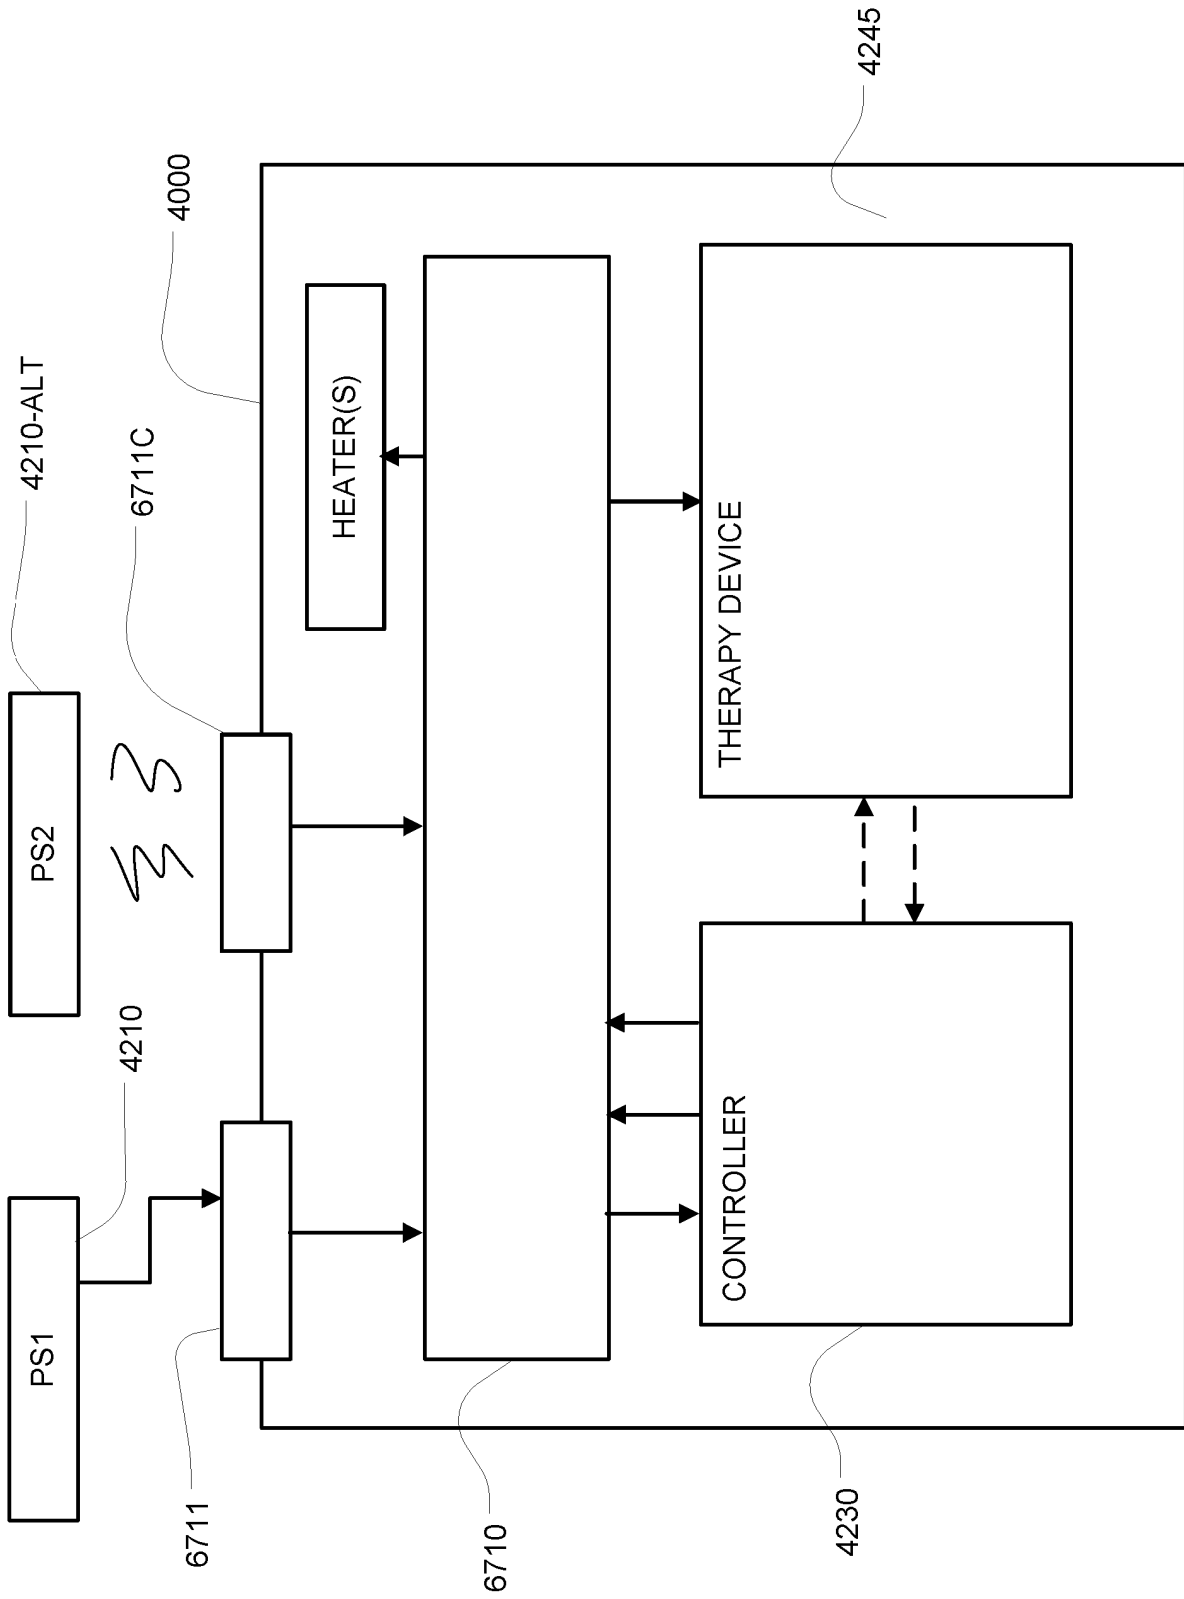 PS1
4210
PS2
4210-ALT
6711
6711C
4000
HEATER(S)
6710
CONTROLLER
THERAPY DEVICE
4230
4245